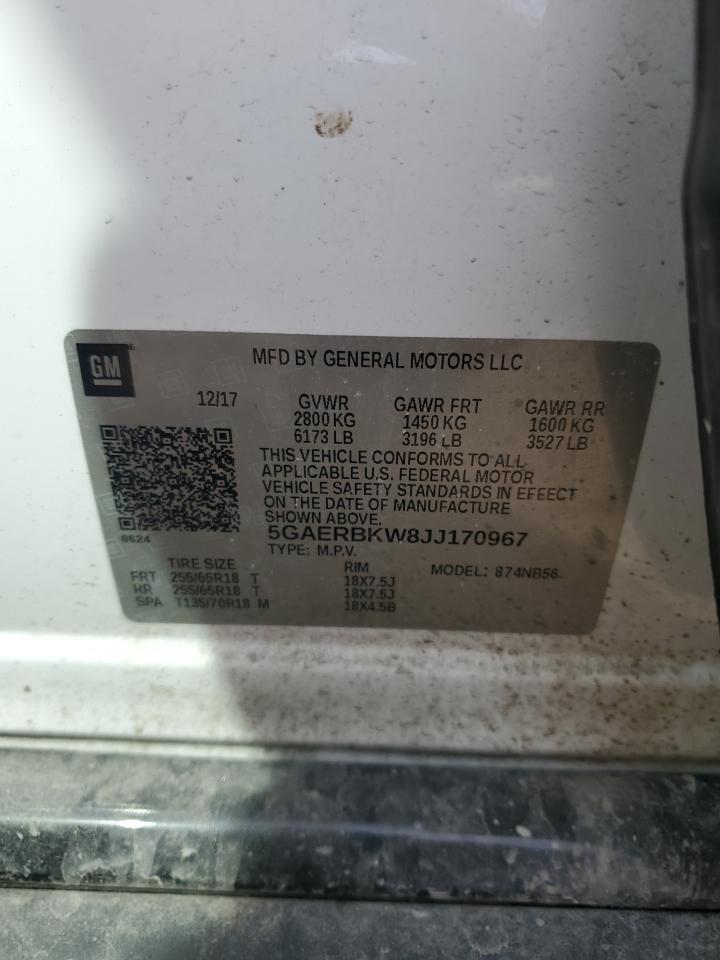 GM
MFD BY GENERAL MOTORS LLC
12/17 GVWR GAWR FRT GAWR RR
2800 KG 1450 KG 1600 KG
6173 LB 3196 LB 3527 LB
THIS VEHICLE CONFORMS TO ALL
APPLICABLE U.S. FEDERAL MOTOR
VEHICLE SAFETY STANDARDS IN EFFECT
ON THE DATE OF MANUFACTURE
SHOWN ABOVE.
8624
5GAERBKW8JJ170967
TYPE: M.P.V.
TIRE SIZE RIM MODEL: 874NB56
FRT 255/65R18 T 18X7.5J
RR 255/65R18 T 18X7.5J
SPA T135/70R18 M 18X4.5B